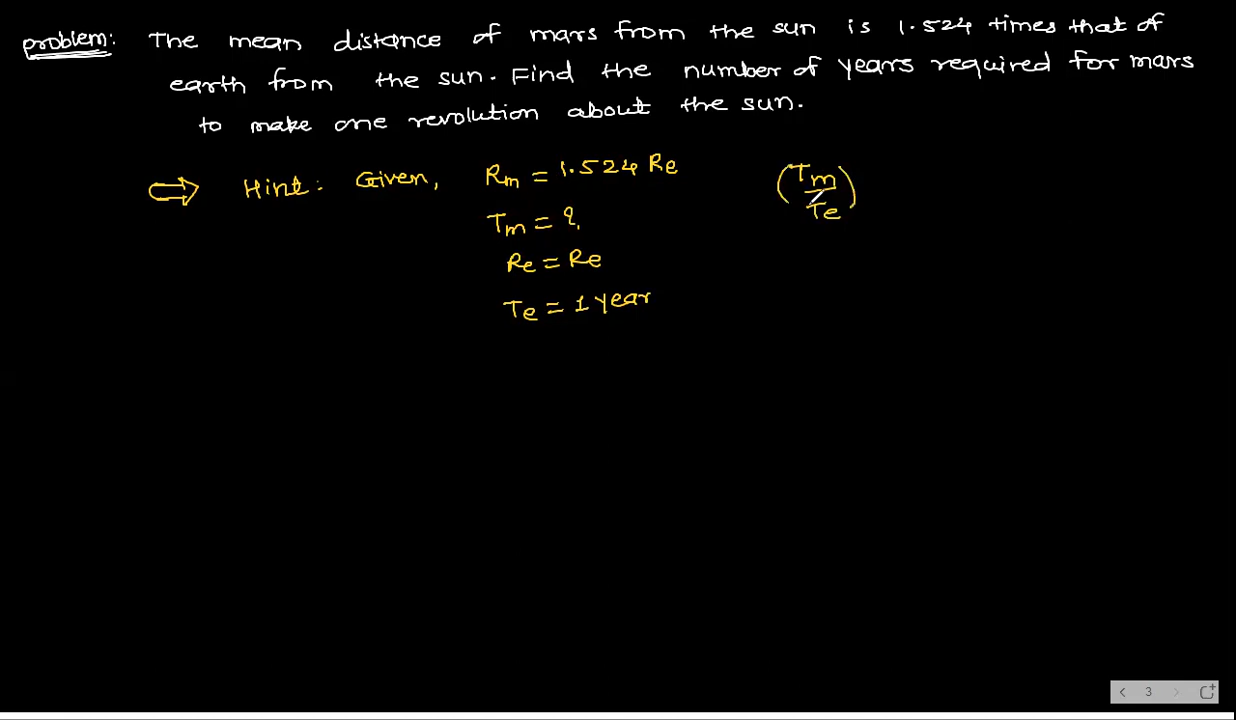 problem: The mean distance of mars from the sun is 1.524 times that of
earth from the sun. Find the number of years required for mars
to make one revolution about the sun.
⇒ Hint: Given, Rm = 1.524 Re
(Tm/Te)
Tm = ?
Re = Re
Te = 1 year
3